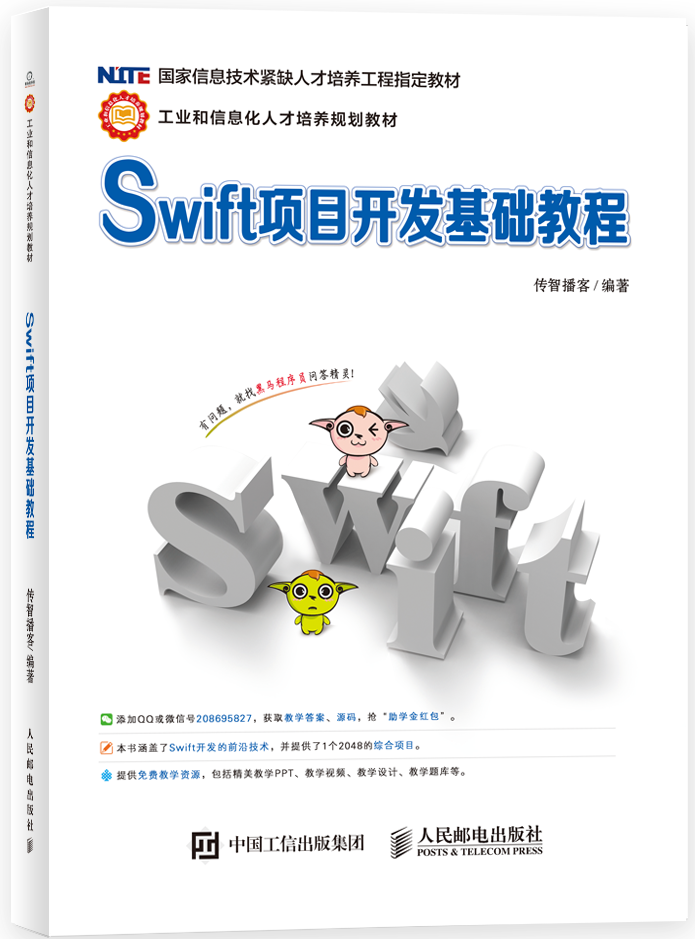 NITE 国家信息技术紧缺人才培养工程指定教材
工业和信息化人才培养规划教材
Swift项目开发基础教程
传智播客 / 编著
有问题，就找黑马程序员问答精灵!
Swift
添加QQ或微信号208695827，获取教学答案、源码，抢“助学金红包”。
本书涵盖了Swift开发的前沿技术，并提供了1个2048的综合项目。
提供免费教学资源，包括精美教学PPT、教学视频、教学设计、教学题库等。
中国工信出版集团
人民邮电出版社
POSTS & TELECOM PRESS
工业和信息化人才培养规划教材
Swift项目开发基础教程
传智播客/编著
人民邮电出版社